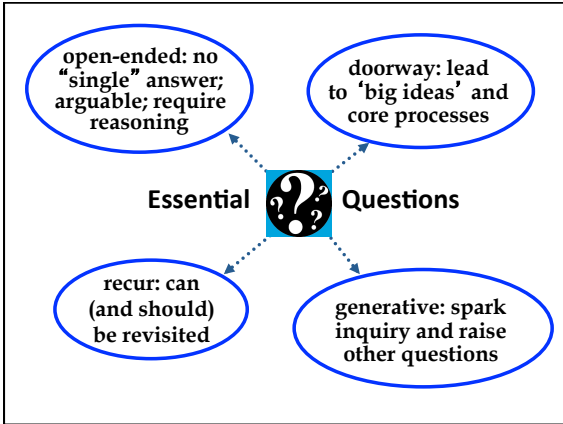 open-ended: no
“single” answer;
arguable; require
reasoning
doorway: lead
to ‘big ideas’ and
core processes
Essential ? ? ? ? Questions
recur: can
(and should)
be revisited
generative: spark
inquiry and raise
other questions